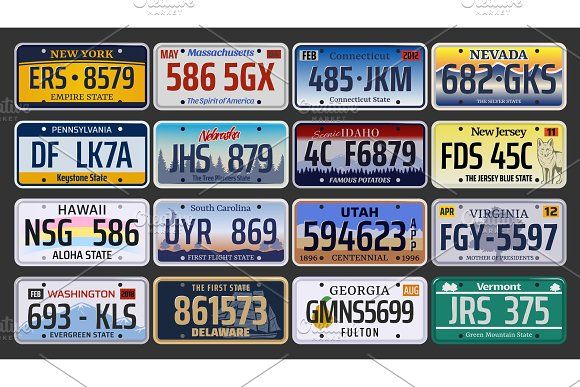 NEW YORK
ERS·8579
EMPIRE STATE
MAY Massachusetts
586 5GX
The Spirit of America
FEB Connecticut 2012
485·JKM
Connecticut State
NEVADA
682·GKS
THE SILVER STATE
PENNSYLVANIA
DF LK7A
Keystone State
Nebraska
JHS 879
The Tree Planters State
Scenic IDAHO
4C F6879
FAMOUS POTATOES
New Jersey 11
FDS 45C
THE JERSEY BLUE STATE
HAWAII
NSG 586
ALOHA STATE
South Carolina
UYR 869
FIRST FLIGHT STATE
UTAH
594623 APP
1896 CENTENNIAL 1996
APR VIRGINIA 12
FGY-5597
MOTHER OF PRESIDENTS
FEB WASHINGTON 2018
693 - KLS
EVERGREEN STATE
THE FIRST STATE
861573
DELAWARE
GEORGIA AUG
GMNS5699
FULTON
Vermont
JRS 375
Green Mountain State